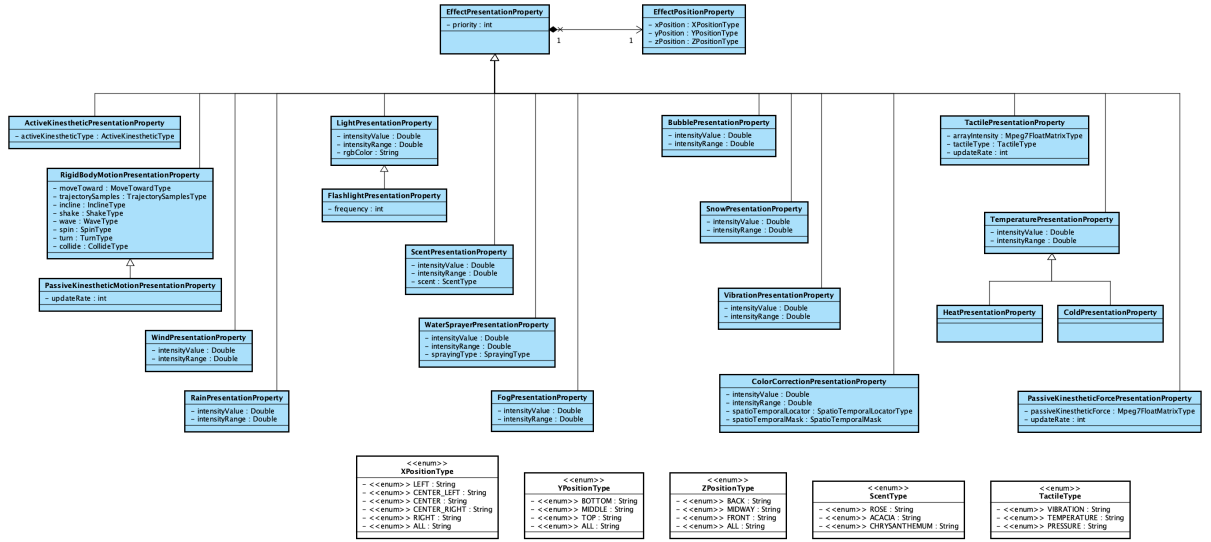 EffectPresentationProperty
- priority : int
EffectPositionProperty
- xPosition : XPositionType
- yPosition : YPositionType
- zPosition : ZPositionType
1
1
ActiveKinestheticPresentationProperty
- activeKinestheticType : ActiveKinestheticType
LightPresentationProperty
- intensityValue : Double
- intensityRange : Double
- rgbColor : String
BubblePresentationProperty
- intensityValue : Double
- intensityRange : Double
TactilePresentationProperty
- arrayIntensity : Mpeg7FloatMatrixType
- tactileType : TactileType
- updateRate : int
RigidBodyMotionPresentationProperty
- moveToward : MoveTowardType
- trajectorySamples : TrajectorySamplesType
- incline : InclineType
- shake : ShakeType
- wave : WaveType
- spin : SpinType
- turn : TurnType
- collide : CollideType
FlashlightPresentationProperty
- frequency : int
SnowPresentationProperty
- intensityValue : Double
- intensityRange : Double
TemperaturePresentationProperty
- intensityValue : Double
- intensityRange : Double
ScentPresentationProperty
- intensityValue : Double
- intensityRange : Double
- scent : ScentType
PassiveKinestheticMotionPresentationProperty
- updateRate : int
VibrationPresentationProperty
- intensityValue : Double
- intensityRange : Double
HeatPresentationProperty
ColdPresentationProperty
WindPresentationProperty
- intensityValue : Double
- intensityRange : Double
WaterSprayerPresentationProperty
- intensityValue : Double
- intensityRange : Double
- sprayingType : SprayingType
RainPresentationProperty
- intensityValue : Double
- intensityRange : Double
FogPresentationProperty
- intensityValue : Double
- intensityRange : Double
ColorCorrectionPresentationProperty
- intensityValue : Double
- intensityRange : Double
- spatioTemporalLocator : SpatioTemporalLocatorType
- spatioTemporalMask : SpatioTemporalMask
PassiveKinestheticForcePresentationProperty
- passiveKinestheticForce : Mpeg7FloatMatrixType
- updateRate : int
<<enum>>
XPositionType
- <<enum>> LEFT : String
- <<enum>> CENTER_LEFT : String
- <<enum>> CENTER : String
- <<enum>> CENTER_RIGHT : String
- <<enum>> RIGHT : String
- <<enum>> ALL : String
<<enum>>
YPositionType
- <<enum>> BOTTOM : String
- <<enum>> MIDDLE : String
- <<enum>> TOP : String
- <<enum>> ALL : String
<<enum>>
ZPositionType
- <<enum>> BACK : String
- <<enum>> MIDWAY : String
- <<enum>> FRONT : String
- <<enum>> ALL : String
<<enum>>
ScentType
- <<enum>> ROSE : String
- <<enum>> ACACIA : String
- <<enum>> CHRYSANTHEMUM : String
<<enum>>
TactileType
- <<enum>> VIBRATION : String
- <<enum>> TEMPERATURE : String
- <<enum>> PRESSURE : String